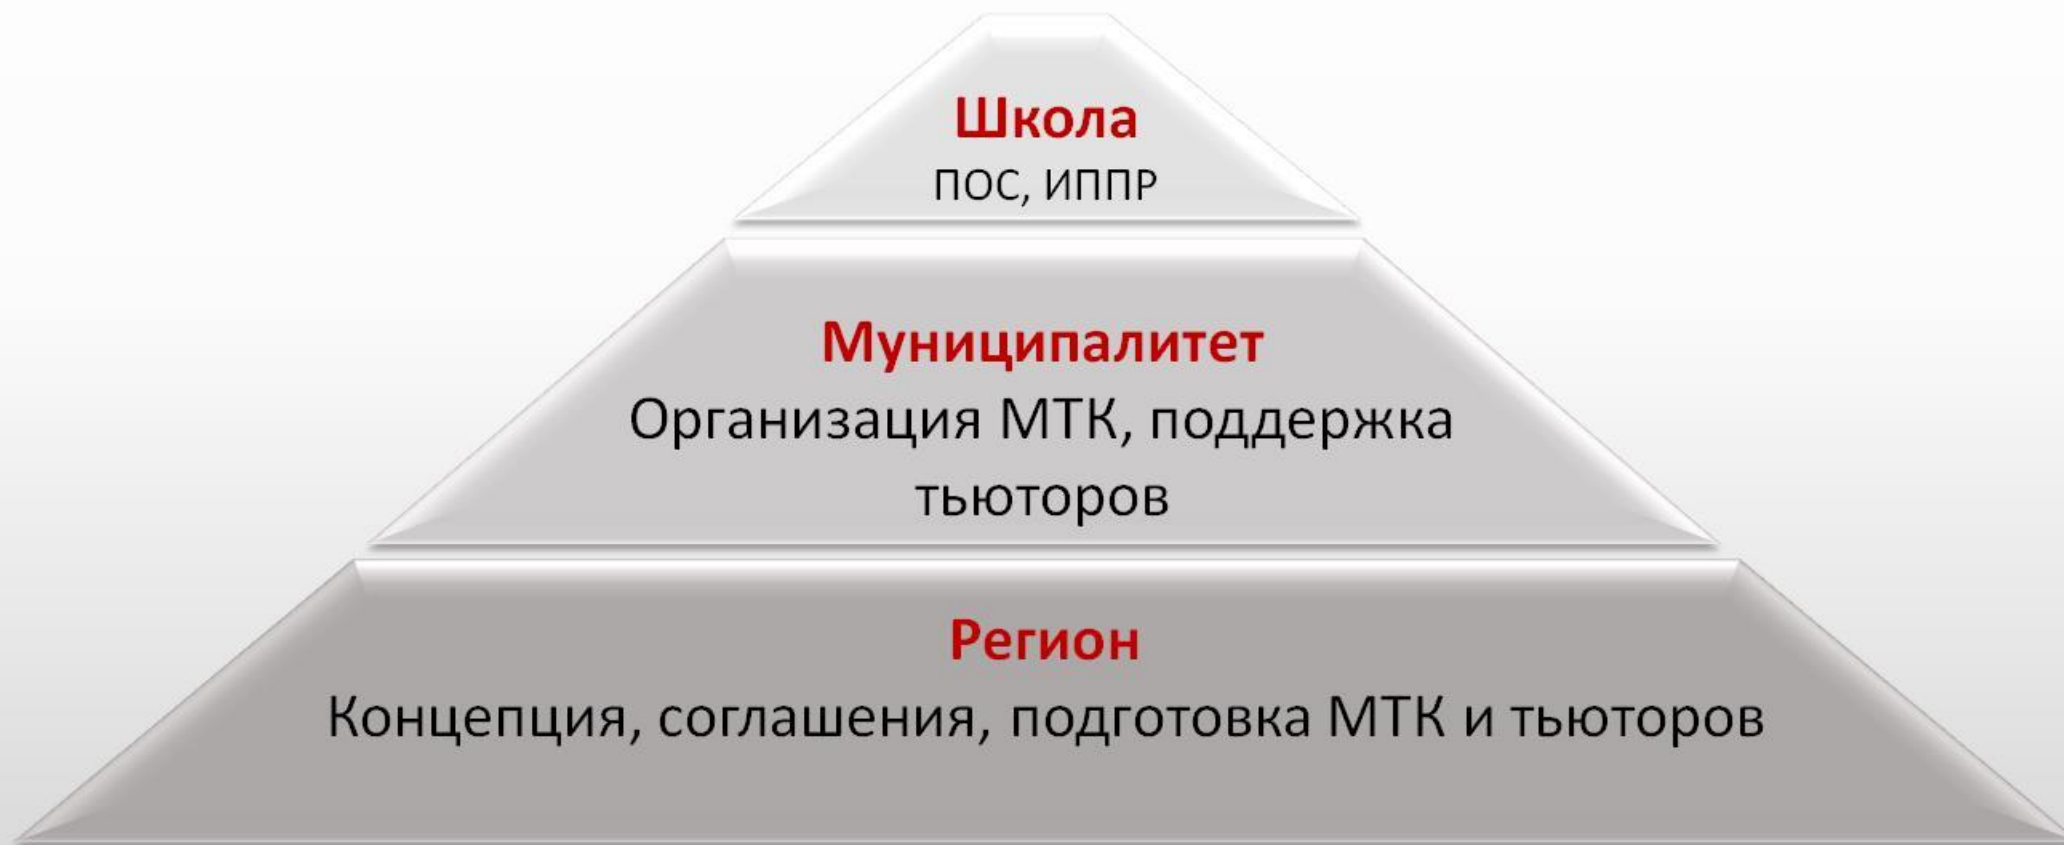 Школа
ПОС, ИППР
Муниципалитет
Организация МТК, поддержка
тьюторов
Регион
Концепция, соглашения, подготовка МТК и тьюторов